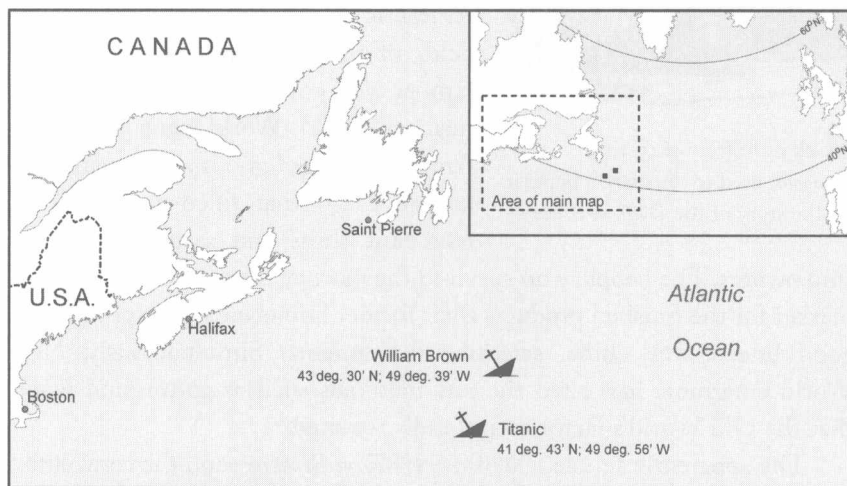 CANADA
60°N
40°N
Area of main map
Saint Pierre
U.S.A.
Halifax
Boston
Atlantic
Ocean
William Brown
43 deg. 30' N; 49 deg. 39' W
Titanic
41 deg. 43' N; 49 deg. 56' W